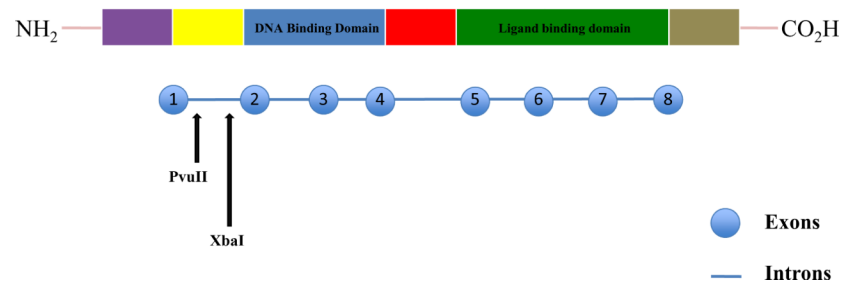 NH2 DNA Binding Domain Ligand binding domain CO2H
1 2 3 4 5 6 7 8
PvuII
XbaI
Exons
Introns